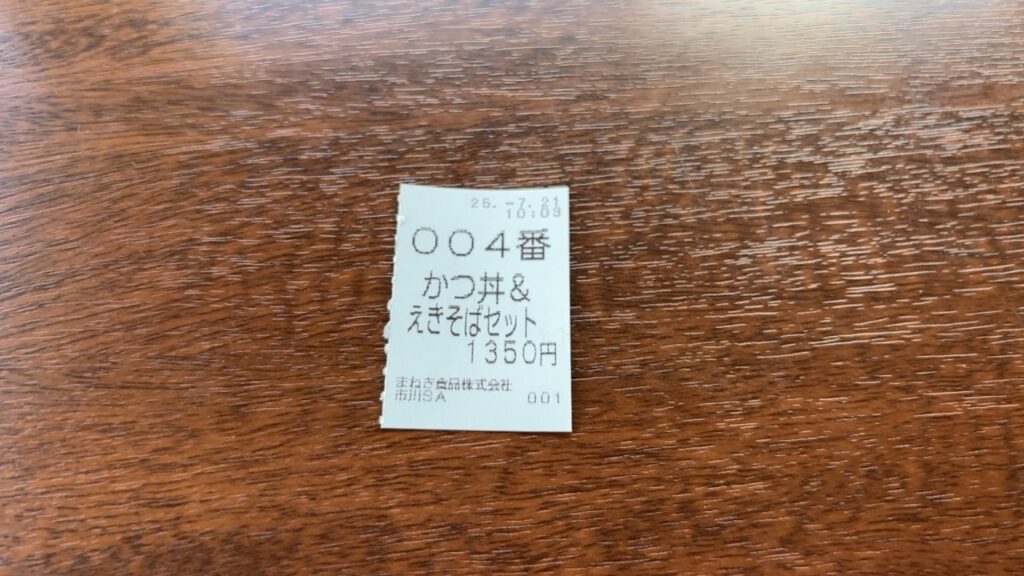 25.-7.21
10:03
004番
かつ丼&
えきそばセット
1350円
まねき食品株式会社
市川SA 001